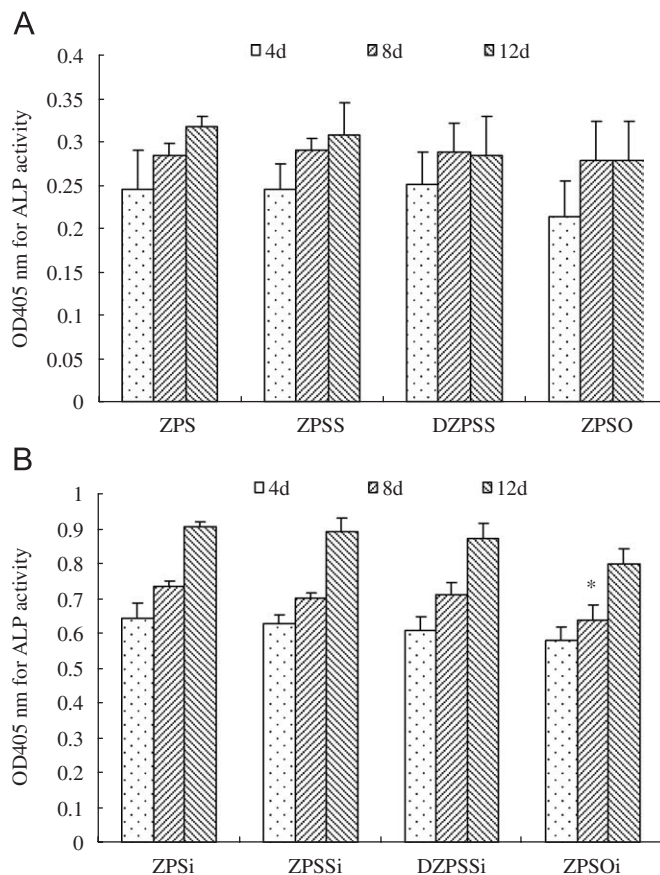 A
0.4
4d 8d 12d
0.35
0.3
0.25
0.2
0.15
0.1
0.05
0
OD405 nm for ALP activity
ZPS ZPSS DZPSS ZPSO
B
1
4d 8d 12d
0.9
0.8
0.7
0.6
0.5
0.4
0.3
0.2
0.1
0
OD405 nm for ALP activity
*
ZPSi ZPSSi DZPSSi ZPSOi